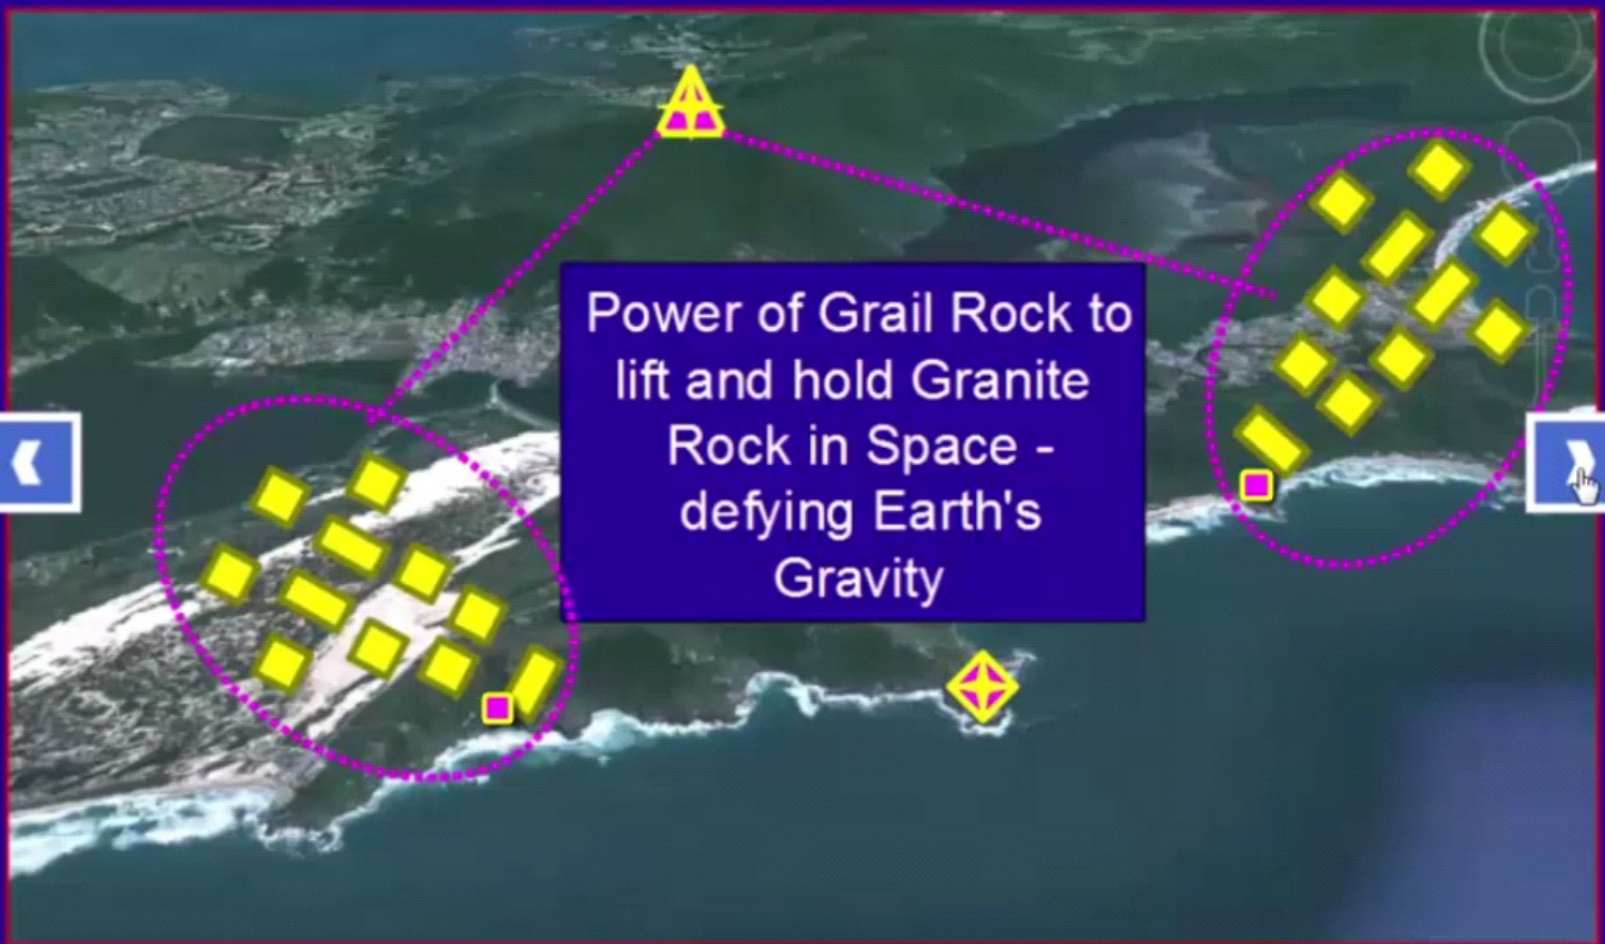 Power of Grail Rock to
lift and hold Granite
Rock in Space -
defying Earth's
Gravity